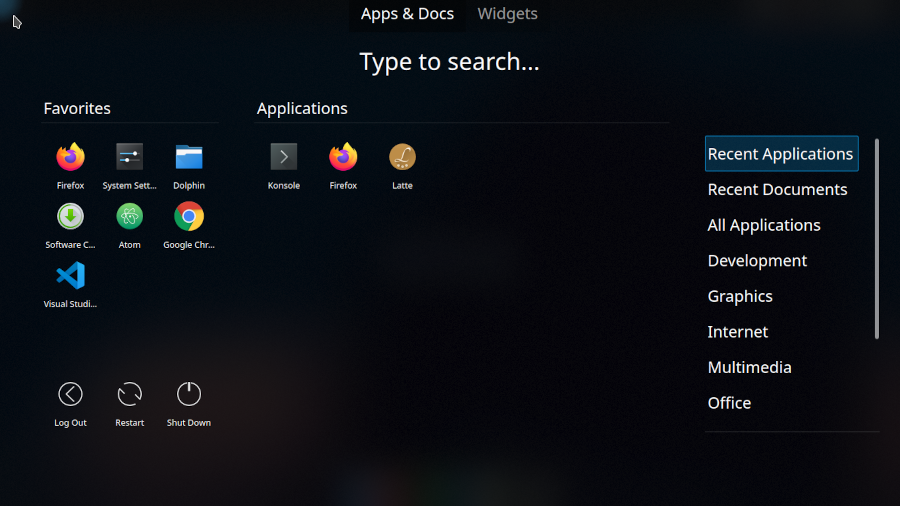 Apps & Docs
Widgets
Type to search...
Favorites
Firefox
System Sett...
Dolphin
Software C...
Atom
Google Chr...
Visual Studi...
Log Out
Restart
Shut Down
Applications
Konsole
Firefox
Latte
Recent Applications
Recent Documents
All Applications
Development
Graphics
Internet
Multimedia
Office